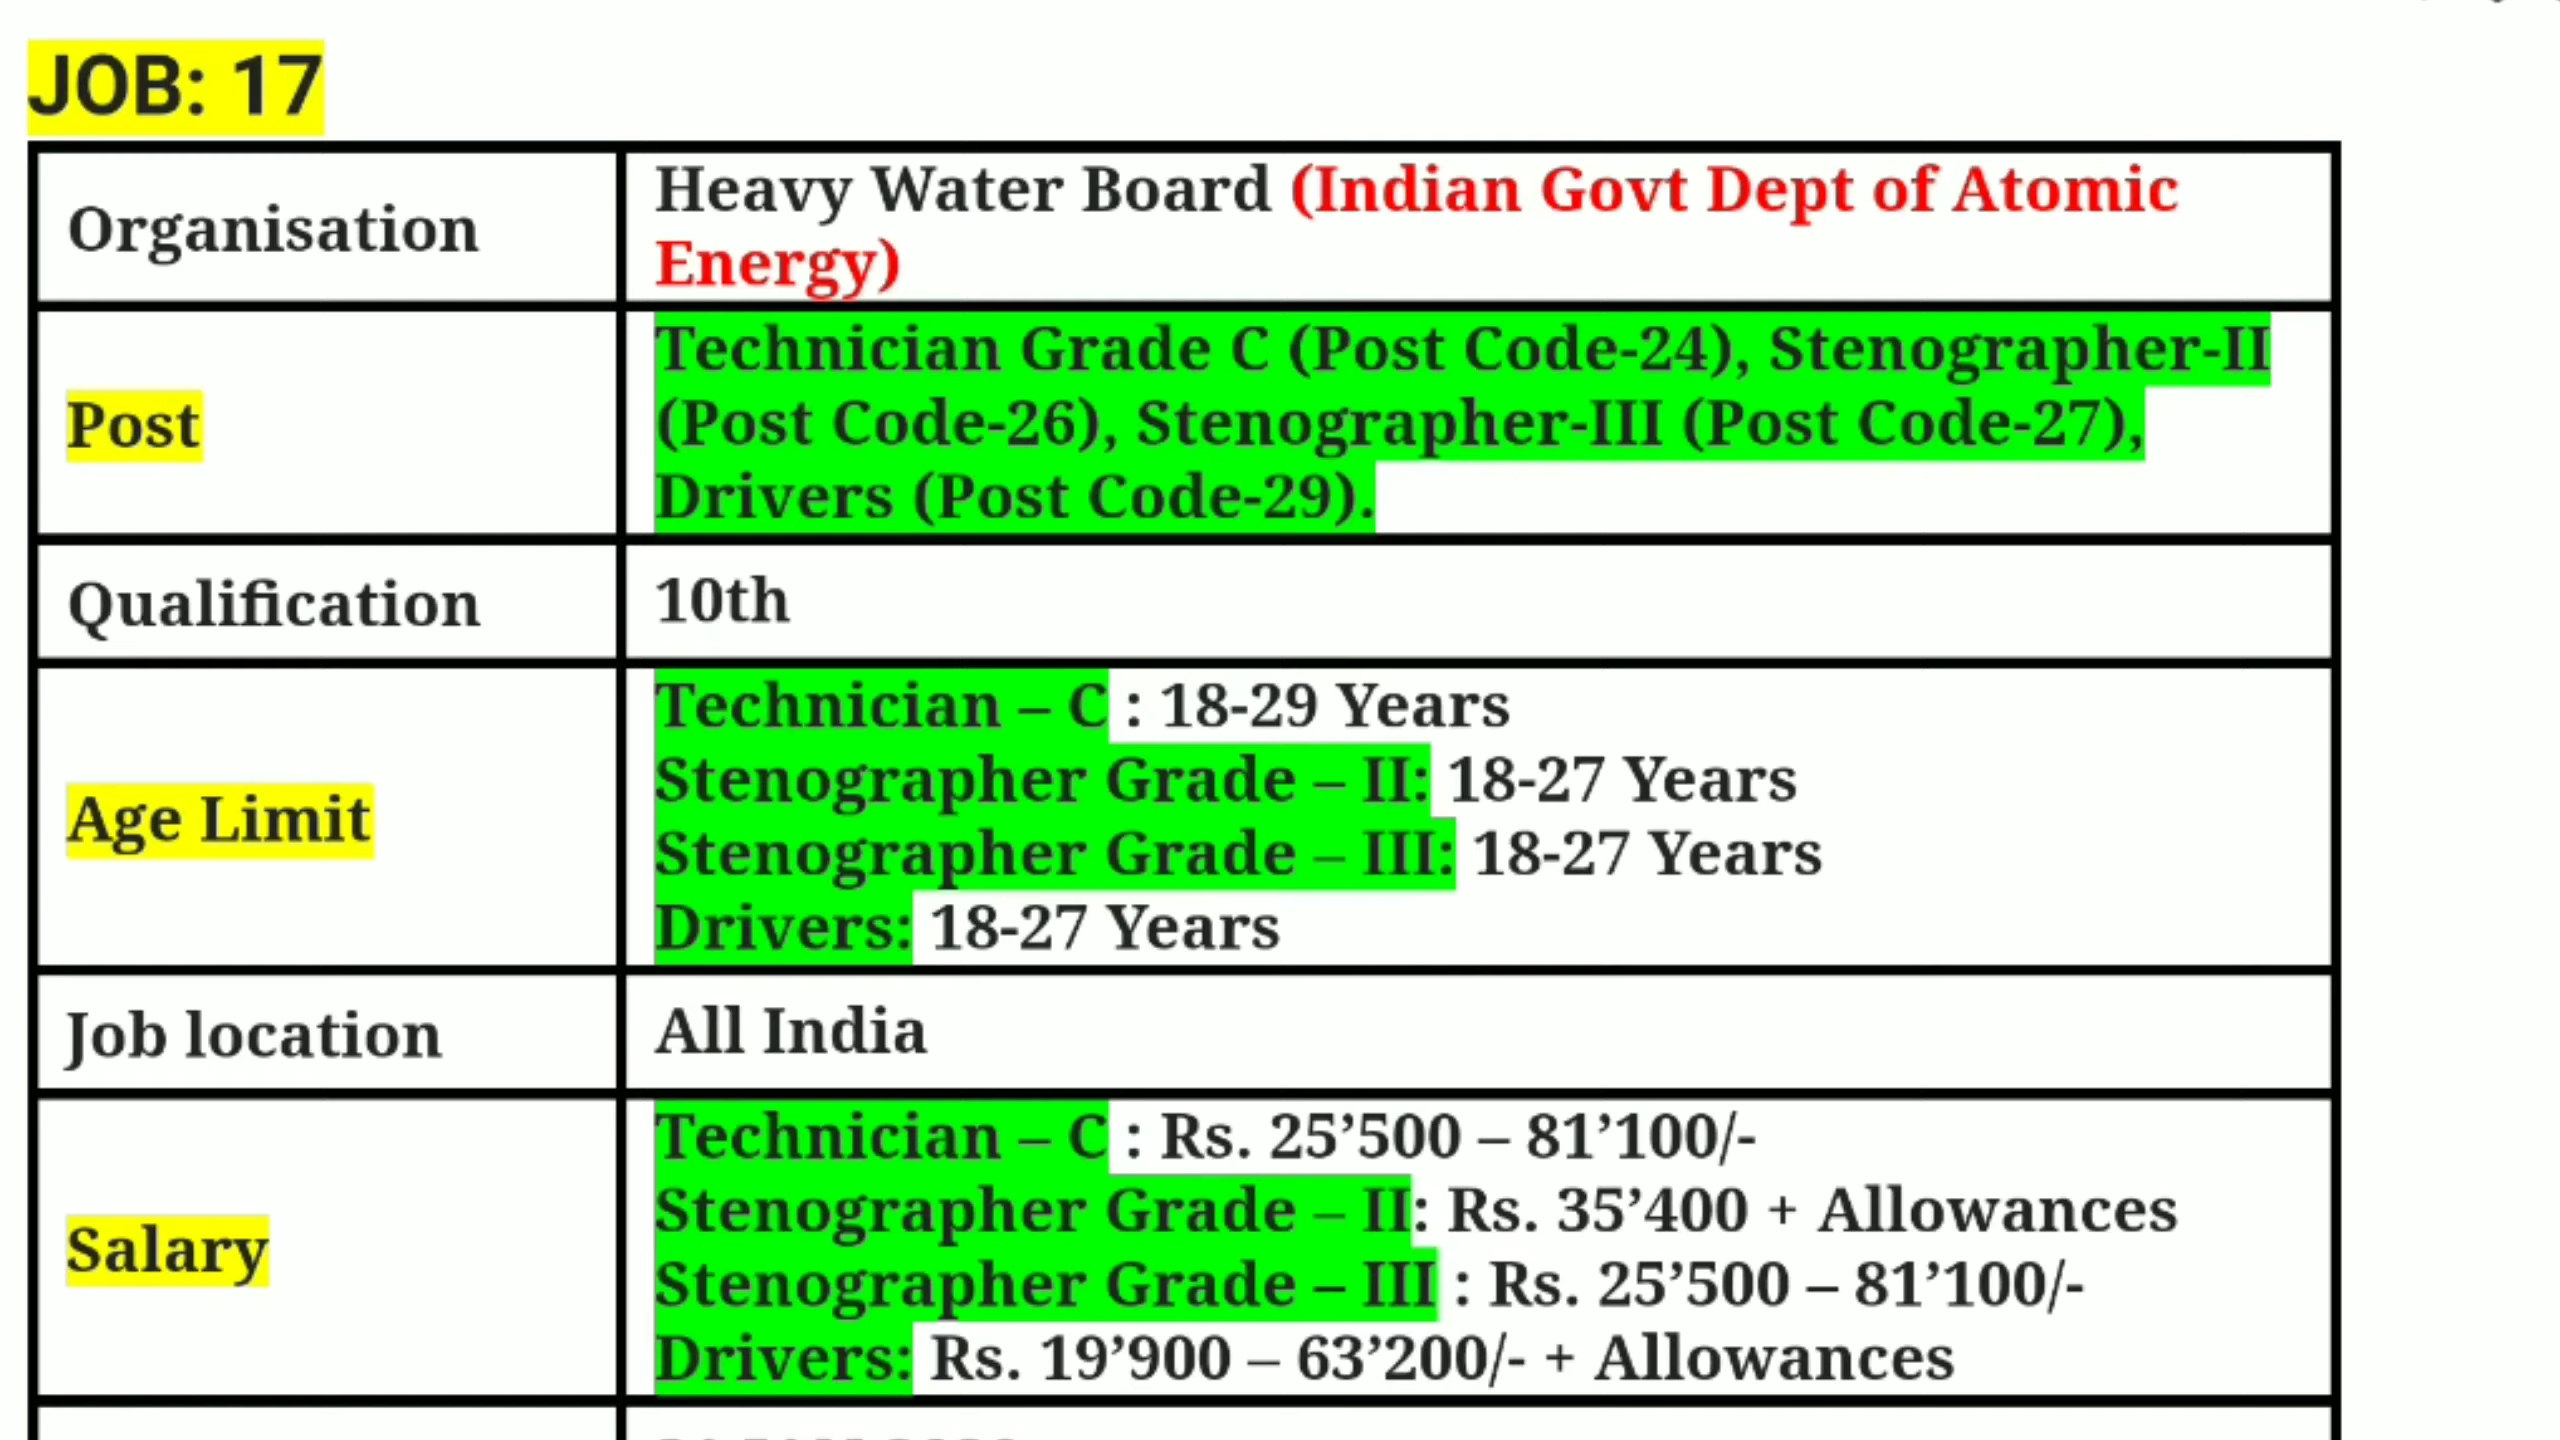 JOB: 17
Organisation
Heavy Water Board (Indian Govt Dept of Atomic
Energy)
Post
Technician Grade C (Post Code-24), Stenographer-II
(Post Code-26), Stenographer-III (Post Code-27),
Drivers (Post Code-29).
Qualification
10th
Age Limit
Technician – C : 18-29 Years
Stenographer Grade – II: 18-27 Years
Stenographer Grade – III: 18-27 Years
Drivers: 18-27 Years
Job location
All India
Salary
Technician – C : Rs. 25’500 – 81’100/-
Stenographer Grade – II: Rs. 35’400 + Allowances
Stenographer Grade – III : Rs. 25’500 – 81’100/-
Drivers: Rs. 19’900 – 63’200/- + Allowances